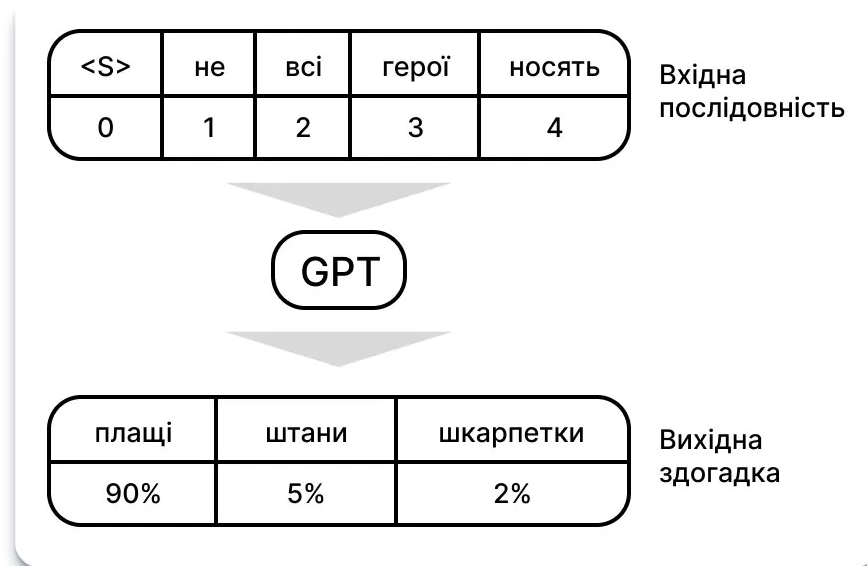 <S> не всі герої носять
0 1 2 3 4
Вхідна
послідовність
GPT
плащі штани шкарпетки
90% 5% 2%
Вихідна
здогадка